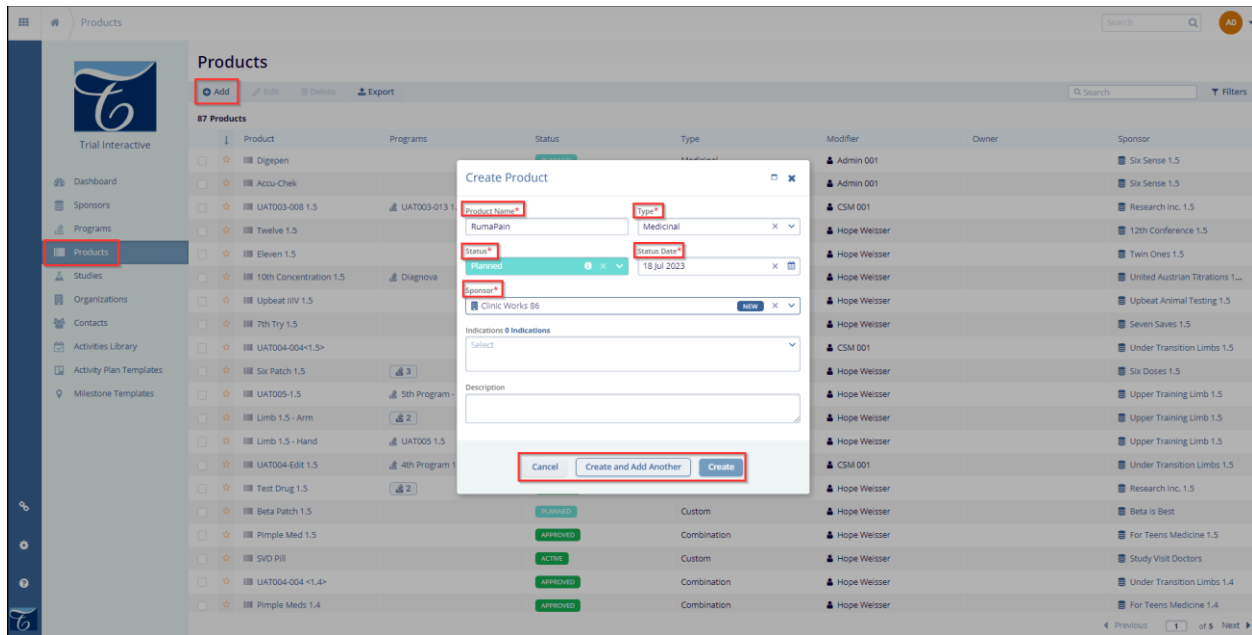 Products
Search
AO
Trial Interactive
Dashboard
Sponsors
Programs
Products
Studies
Organizations
Contacts
Activities Library
Activity Plan Templates
Milestone Templates
Products
Add Edit Delete Export Search Filters
87 Products
Product Programs Status Type Modifier Owner Sponsor
Digepen Admin 001 Six Sense 1.5
Accu-Chek Admin 001 Six Sense 1.5
UAT003-008 1.5 UAT003-013 1. CSM 001 Research Inc. 1.5
Twelve 1.5 Hope Weisser 12th Conference 1.5
Eleven 1.5 Hope Weisser Twin Ones 1.5
10th Concentration 1.5 Diagnova Hope Weisser United Austrian Titrations 1...
Upbeat IIIV 1.5 Hope Weisser Upbeat Animal Testing 1.5
7th Try 1.5 Hope Weisser Seven Saves 1.5
UAT004-004<1.5> CSM 001 Under Transition Limbs 1.5
Six Patch 1.5 3 Hope Weisser Six Doses 1.5
UAT005-1.5 5th Program - Hope Weisser Upper Training Limb 1.5
Limb 1.5 - Arm 2 Hope Weisser Upper Training Limb 1.5
Limb 1.5 - Hand UAT005 1.5 Hope Weisser Upper Training Limb 1.5
UAT004-Edit 1.5 4th Program 1 CSM 001 Under Transition Limbs 1.5
Test Drug 1.5 2 Hope Weisser Research Inc. 1.5
Beta Patch 1.5 PLANNED Custom Hope Weisser Beta is Best
Pimple Med 1.5 APPROVED Combination Hope Weisser For Teens Medicine 1.5
SVD Pill ACTIVE Custom Hope Weisser Study Visit Doctors
UAT004-004 <1.4> APPROVED Combination Hope Weisser Under Transition Limbs 1.4
Pimple Meds 1.4 APPROVED Combination Hope Weisser For Teens Medicine 1.4
Previous 1 of 5 Next
Create Product
Product Name* Type*
RumaPain Medicinal
Status* Status Date*
Planned 18 Jul 2023
Sponsor*
Clinic Works 86 NEW
Indications 0 Indications
Select
Description
Cancel Create and Add Another Create